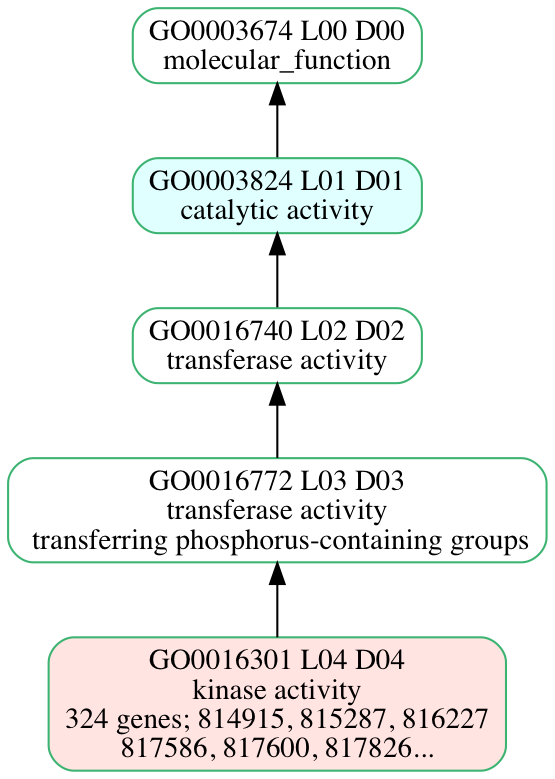 GO0003674 L00 D00
molecular_function
GO0003824 L01 D01
catalytic activity
GO0016740 L02 D02
transferase activity
GO0016772 L03 D03
transferase activity
transferring phosphorus-containing groups
GO0016301 L04 D04
kinase activity
324 genes; 814915, 815287, 816227
817586, 817600, 817826...